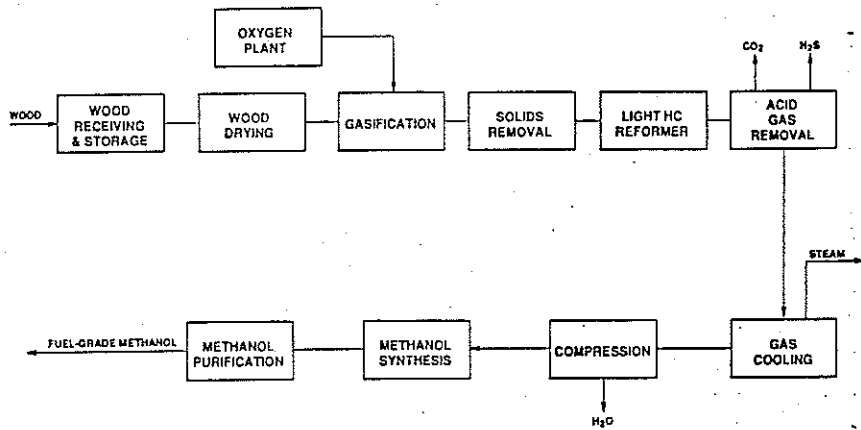 OXYGEN
PLANT
CO₂
H₂S
WOOD
WOOD
RECEIVING
& STORAGE
WOOD
DRYING
GASIFICATION
SOLIDS
REMOVAL
LIGHT HC
REFORMER
ACID
GAS
REMOVAL
STEAM
FUEL-GRADE METHANOL
METHANOL
PURIFICATION
METHANOL
SYNTHESIS
COMPRESSION
GAS
COOLING
H₂O